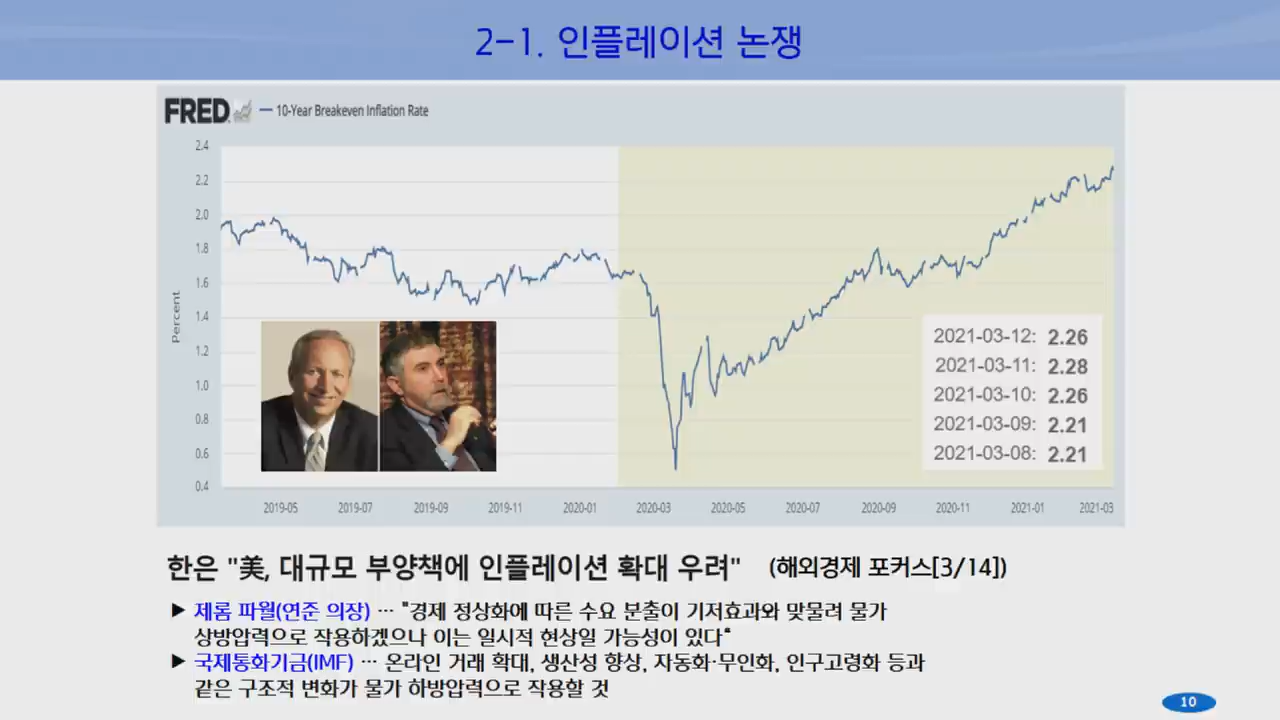 2-1. 인플레이션 논쟁
FRED 10-Year Breakeven Inflation Rate
2.4
2.2
2.0
1.8
1.6
1.4
1.2
1.0
0.8
0.6
0.4
Percent
2021-03-12: 2.26
2021-03-11: 2.28
2021-03-10: 2.26
2021-03-09: 2.21
2021-03-08: 2.21
2019-05 2019-07 2019-09 2019-11 2020-01 2020-03 2020-05 2020-07 2020-09 2020-11 2021-01 2021-03
한은 "美, 대규모 부양책에 인플레이션 확대 우려" (해외경제 포커스[3/14])
▶ 제롬 파월(연준 의장) … "경제 정상화에 따른 수요 분출이 기저효과와 맞물려 물가
상방압력으로 작용하겠으나 이는 일시적 현상일 가능성이 있다“
▶ 국제통화기금(IMF) … 온라인 거래 확대, 생산성 향상, 자동화·무인화, 인구고령화 등과
같은 구조적 변화가 물가 하방압력으로 작용할 것
10